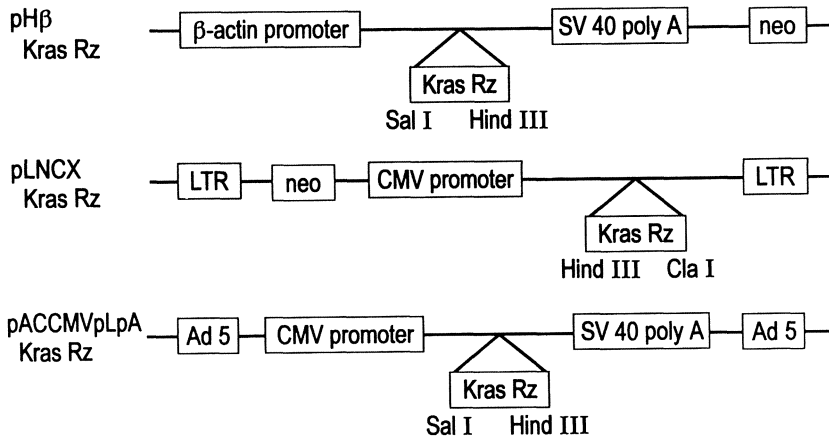 pHβ
Kras Rz
β-actin promoter
SV 40 poly A
neo
Kras Rz
Sal I Hind III
pLNCX
Kras Rz
LTR
neo
CMV promoter
LTR
Kras Rz
Hind III Cla I
pACCMVpLpA
Kras Rz
Ad 5
CMV promoter
SV 40 poly A
Ad 5
Kras Rz
Sal I Hind III